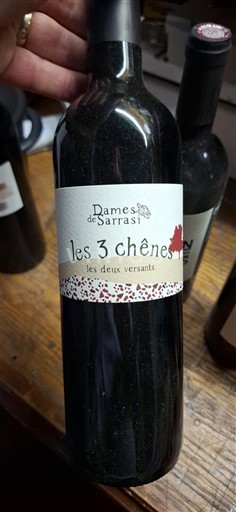 Dames
de Sarrasi
les 3 chênes
les deux versants